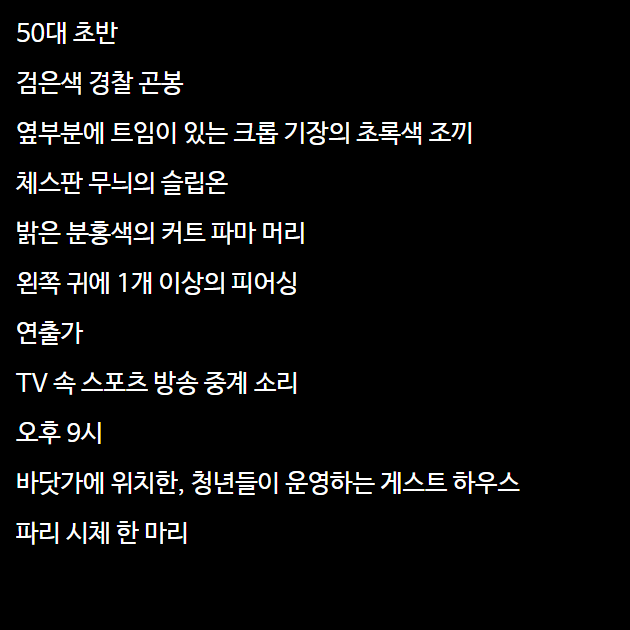 50대 초반
검은색 경찰 곤봉
옆부분에 트임이 있는 크롭 기장의 초록색 조끼
체스판 무늬의 슬립온
밝은 분홍색의 커트 파마 머리
왼쪽 귀에 1개 이상의 피어싱
연출가
TV 속 스포츠 방송 중계 소리
오후 9시
바닷가에 위치한, 청년들이 운영하는 게스트 하우스
파리 시체 한 마리